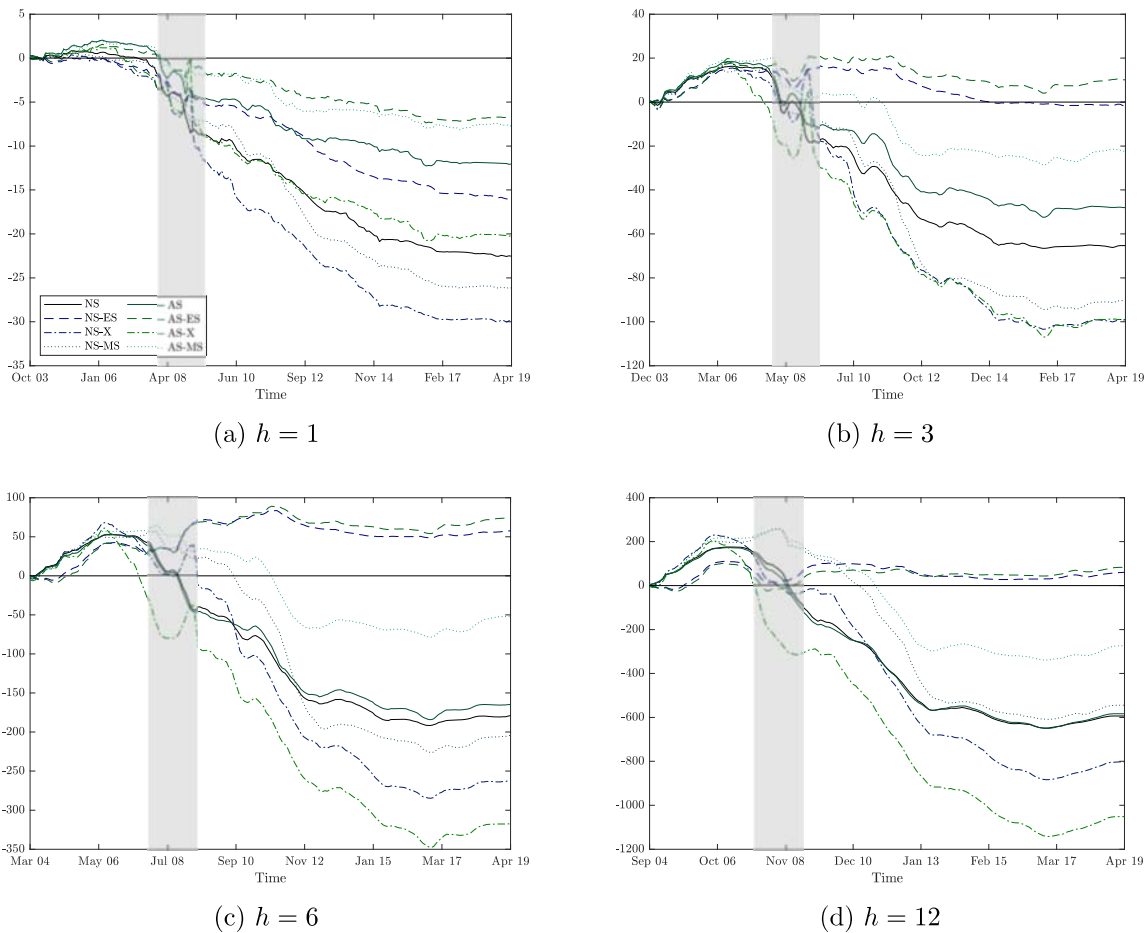 5
0
-5
-10
-15
-20
-25
-30
-35
NS
AS
NS-ES
AS-ES
NS-X
AS-X
NS-MS
AS-MS
Oct 03 Jan 06 Apr 08 Jun 10 Sep 12 Nov 14 Feb 17 Apr 19
Time
(a) h = 1
40
20
0
-20
-40
-60
-80
-100
-120
Dec 03 Mar 06 May 08 Jul 10 Oct 12 Dec 14 Feb 17 Apr 19
Time
(b) h = 3
100
50
0
-50
-100
-150
-200
-250
-300
-350
Mar 04 May 06 Jul 08 Sep 10 Nov 12 Jan 15 Mar 17 Apr 19
Time
(c) h = 6
400
200
0
-200
-400
-600
-800
-1000
-1200
Sep 04 Oct 06 Nov 08 Dec 10 Jan 13 Feb 15 Mar 17 Apr 19
Time
(d) h = 12